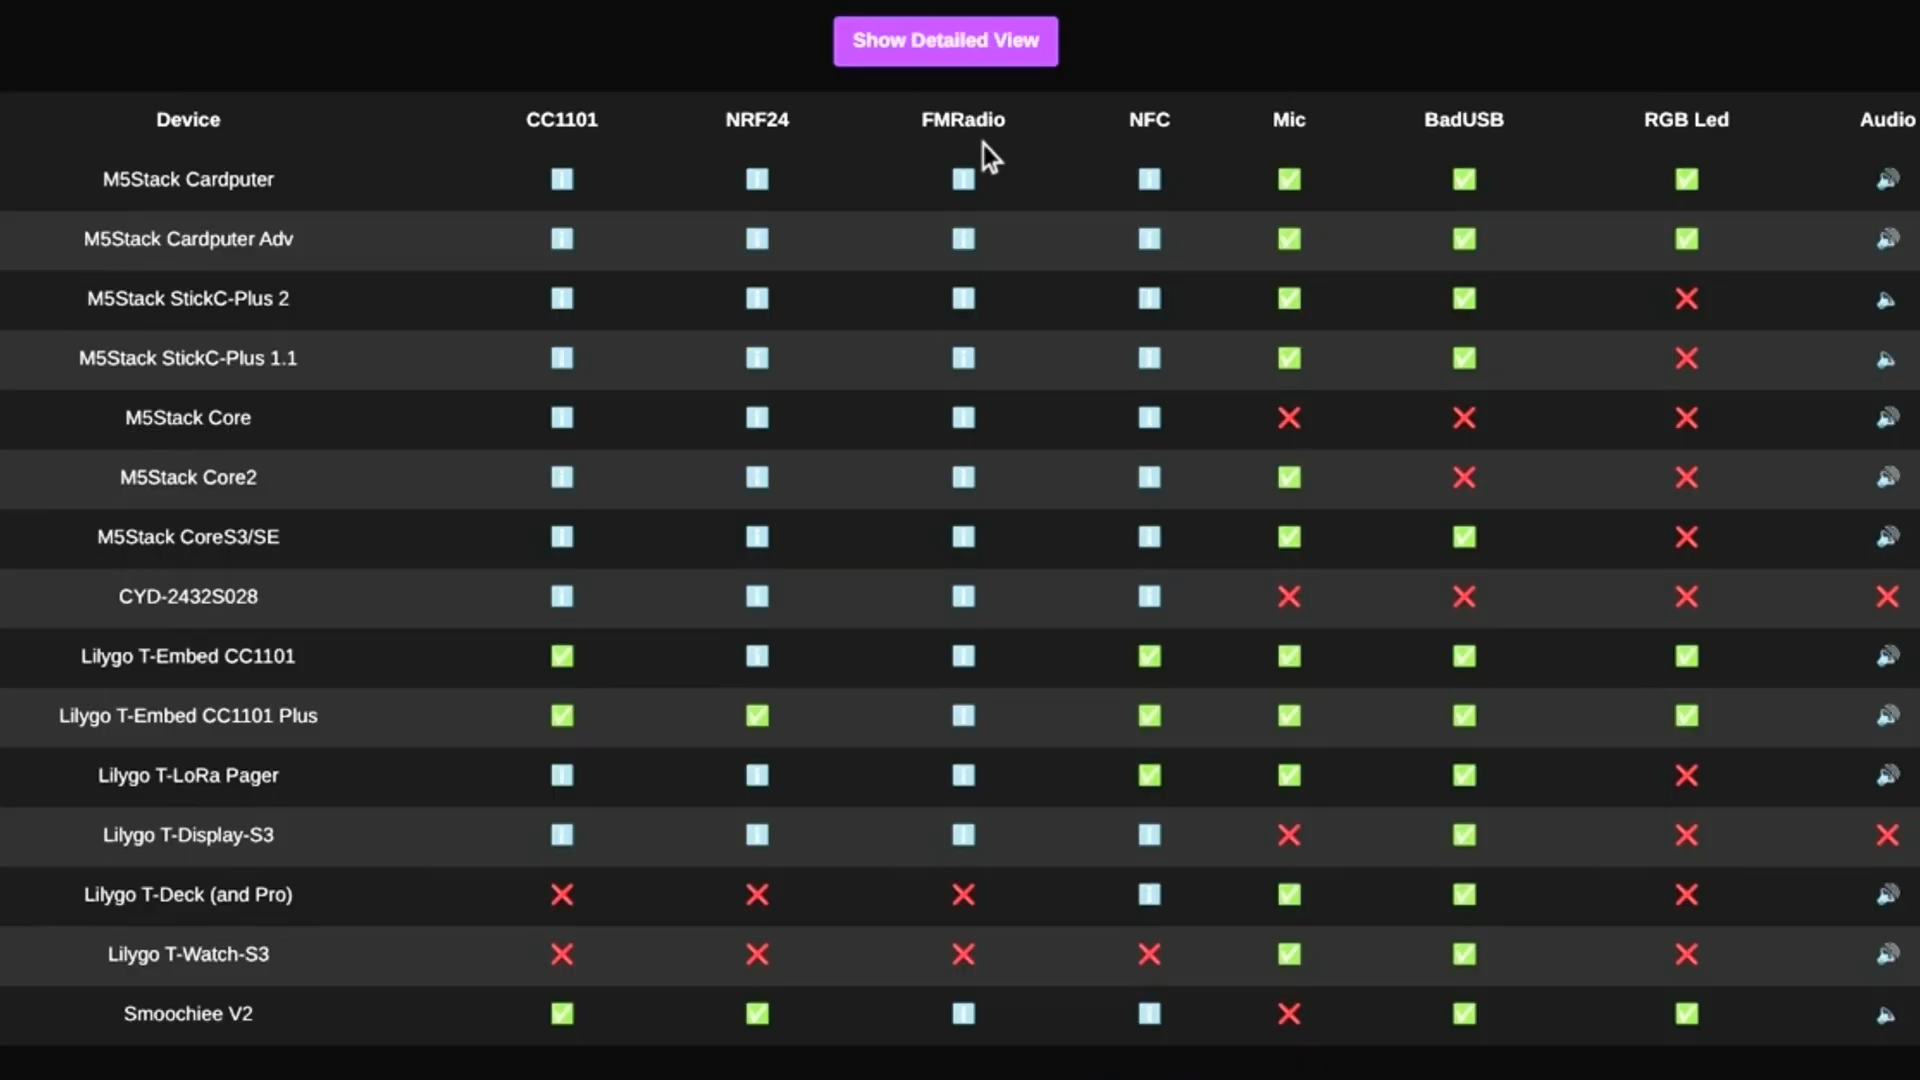 Show Detailed View
Device CC1101 NRF24 FMRadio NFC Mic BadUSB RGB Led Audio
M5Stack Cardputer ℹ️ ℹ️ ℹ️ ℹ️ ✅ ✅ ✅ 🔊
M5Stack Cardputer Adv ℹ️ ℹ️ ℹ️ ℹ️ ✅ ✅ ✅ 🔊
M5Stack StickC-Plus 2 ℹ️ ℹ️ ℹ️ ℹ️ ✅ ✅ ❌ 🔈
M5Stack StickC-Plus 1.1 ℹ️ ℹ️ ℹ️ ℹ️ ✅ ✅ ❌ 🔈
M5Stack Core ℹ️ ℹ️ ℹ️ ℹ️ ❌ ❌ ❌ 🔊
M5Stack Core2 ℹ️ ℹ️ ℹ️ ℹ️ ✅ ❌ ❌ 🔊
M5Stack CoreS3/SE ℹ️ ℹ️ ℹ️ ℹ️ ✅ ✅ ❌ 🔊
CYD-2432S028 ℹ️ ℹ️ ℹ️ ℹ️ ❌ ❌ ❌ ❌
Lilygo T-Embed CC1101 ✅ ℹ️ ℹ️ ✅ ✅ ✅ ✅ 🔊
Lilygo T-Embed CC1101 Plus ✅ ✅ ℹ️ ✅ ✅ ✅ ✅ 🔊
Lilygo T-LoRa Pager ℹ️ ℹ️ ℹ️ ✅ ✅ ✅ ❌ 🔊
Lilygo T-Display-S3 ℹ️ ℹ️ ℹ️ ℹ️ ❌ ✅ ❌ ❌
Lilygo T-Deck (and Pro) ❌ ❌ ❌ ℹ️ ✅ ✅ ❌ 🔊
Lilygo T-Watch-S3 ❌ ❌ ❌ ❌ ✅ ✅ ❌ 🔊
Smoochiee V2 ✅ ✅ ℹ️ ℹ️ ❌ ✅ ✅ 🔈